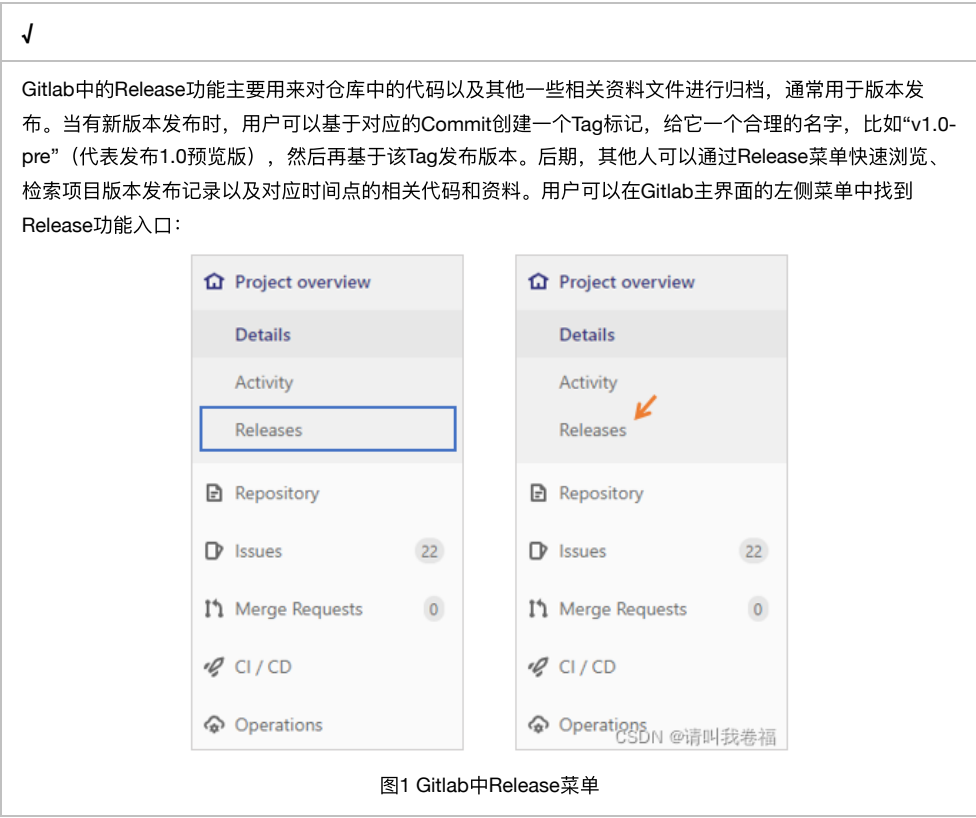 √
Gitlab中的Release功能主要用来对仓库中的代码以及其他一些相关资料文件进行归档，通常用于版本发
布。当有新版本发布时，用户可以基于对应的Commit创建一个Tag标记，给它一个合理的名字，比如“v1.0-
pre”（代表发布1.0预览版），然后再基于该Tag发布版本。后期，其他人可以通过Release菜单快速浏览、
检索项目版本发布记录以及对应时间点的相关代码和资料。用户可以在Gitlab主界面的左侧菜单中找到
Release功能入口：
Project overview
Details
Activity
Releases
Repository
Issues 22
Merge Requests 0
CI / CD
Operations
Project overview
Details
Activity
Releases
Repository
Issues 22
Merge Requests 0
CI / CD
Operations
CSDN @请叫我卷福
图1 Gitlab中Release菜单